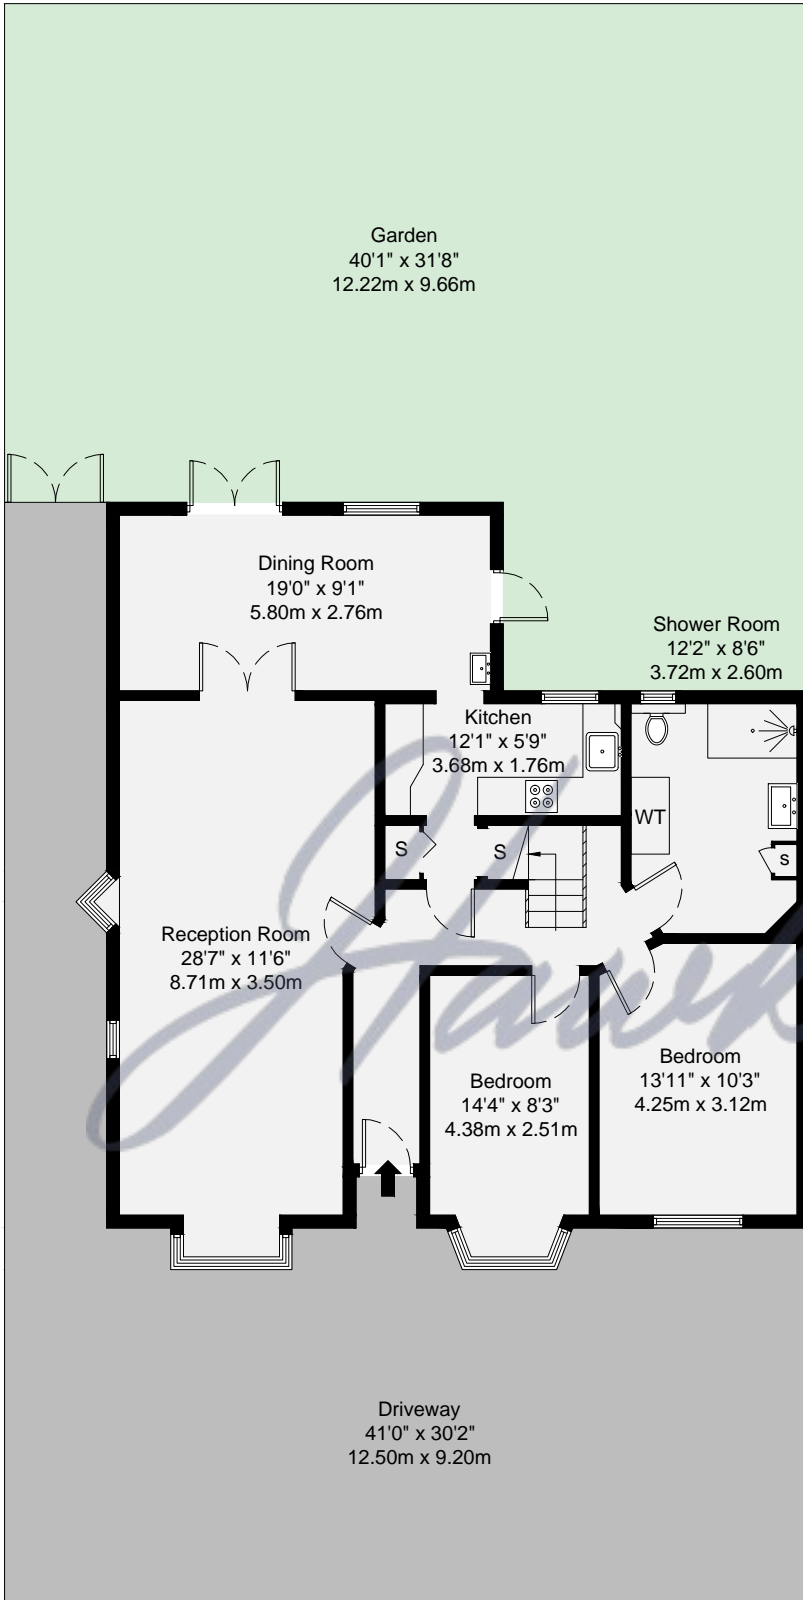 Garden
40'1" x 31'8"
12.22m x 9.66m
Dining Room
19'0" x 9'1"
5.80m x 2.76m
Shower Room
12'2" x 8'6"
3.72m x 2.60m
Kitchen
12'1" x 5'9"
3.68m x 1.76m
WT
S
S
s
Reception Room
28'7" x 11'6"
8.71m x 3.50m
Bedroom
14'4" x 8'3"
4.38m x 2.51m
Bedroom
13'11" x 10'3"
4.25m x 3.12m
Driveway
41'0" x 30'2"
12.50m x 9.20m